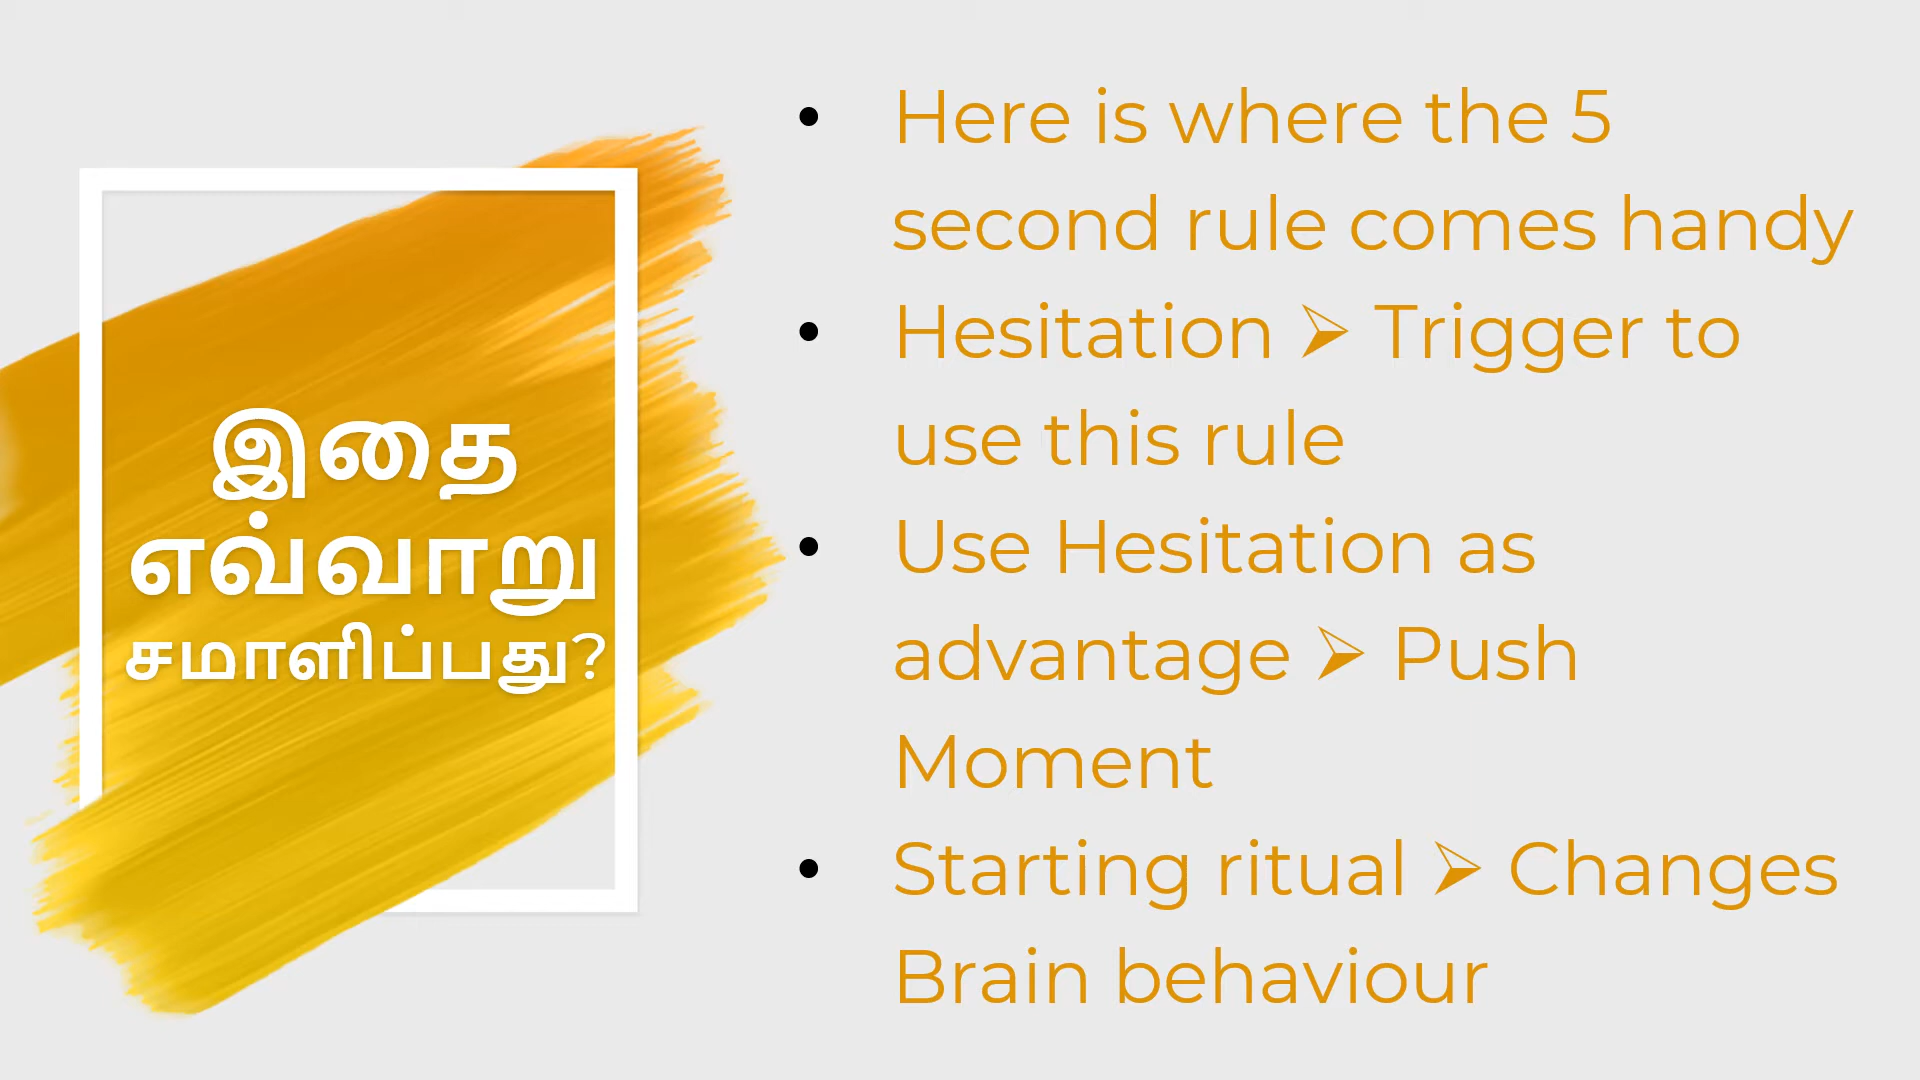 இதை
எவ்வாறு
சமாளிப்பது?
• Here is where the 5
second rule comes handy
• Hesitation ➢ Trigger to
use this rule
• Use Hesitation as
advantage ➢ Push
Moment
• Starting ritual ➢ Changes
Brain behaviour